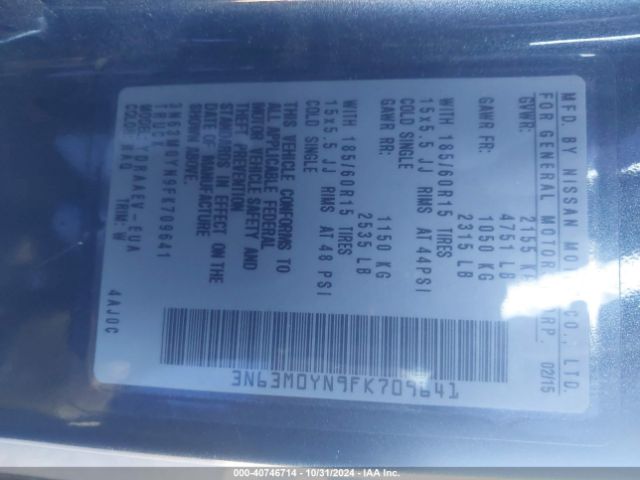 MFD. BY NISSAN MO CO., LTD.
FOR GENERAL MOTOR ORP. 02/15
GVWR: 2155 KG
4751 LB
GAWR FR: 1050 KG
2315 LB
WITH 185/60R15 TIRES
15x5.5 JJ RIMS AT 44PSI
COLD SINGLE
GAWR RR: 1150 KG
2535 LB
WITH 185/60R15 TIRES
15x5.5 JJ RIMS AT 48 PSI
COLD SINGLE
THIS VEHICLE CONFORMS TO
ALL APPLICABLE FEDERAL
MOTOR VEHICLE SAFETY AND
THEFT PREVENTION
STANDARDS IN EFFECT ON THE
DATE OF MANUFACTURE
SHOWN ABOVE.
3N63M0YN9FK709641
TRUCK
MODEL YDRAAEV-EUA
COLOR TRIM: W
4AJ0C
3N63M0YN9FK709641
000-40746714 - 10/31/2024 - IAA Inc.